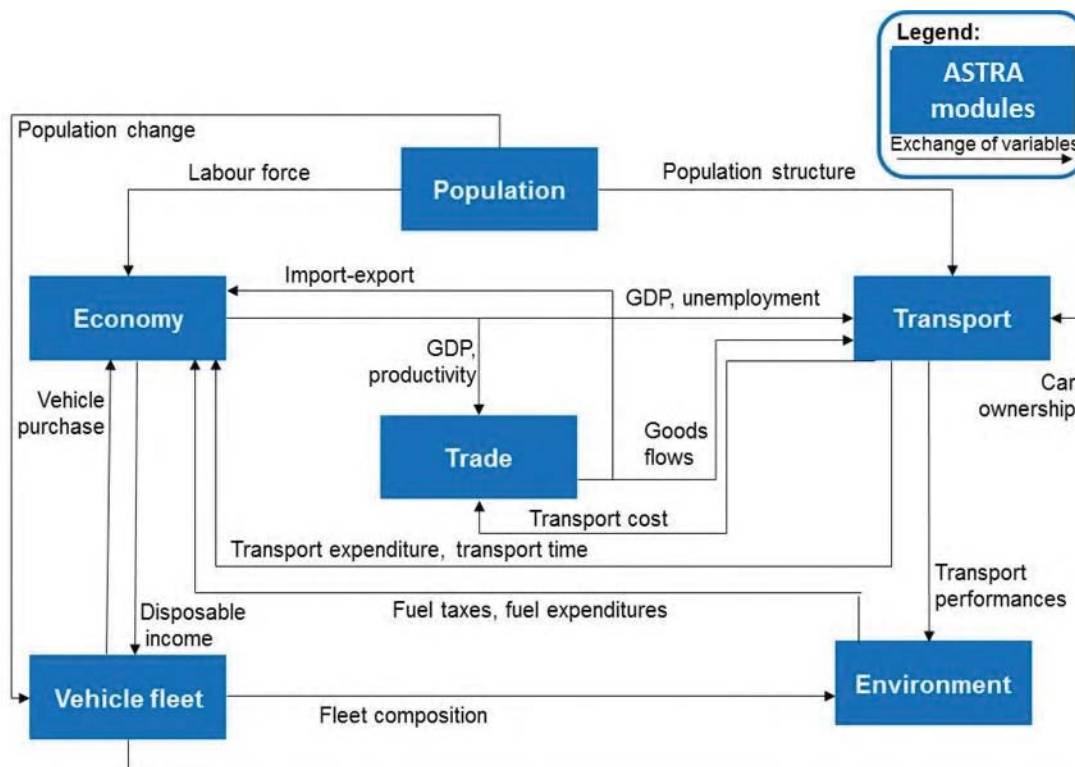 Legend:
ASTRA
modules
Exchange of variables
Population change
Labour force
Population
Population structure
Import-export
Economy
GDP, unemployment
Transport
GDP,
productivity
Vehicle
purchase
Car
ownership
Trade
Goods
flows
Transport cost
Transport expenditure, transport time
Transport
performances
Fuel taxes, fuel expenditures
Disposable
income
Vehicle fleet
Environment
Fleet composition